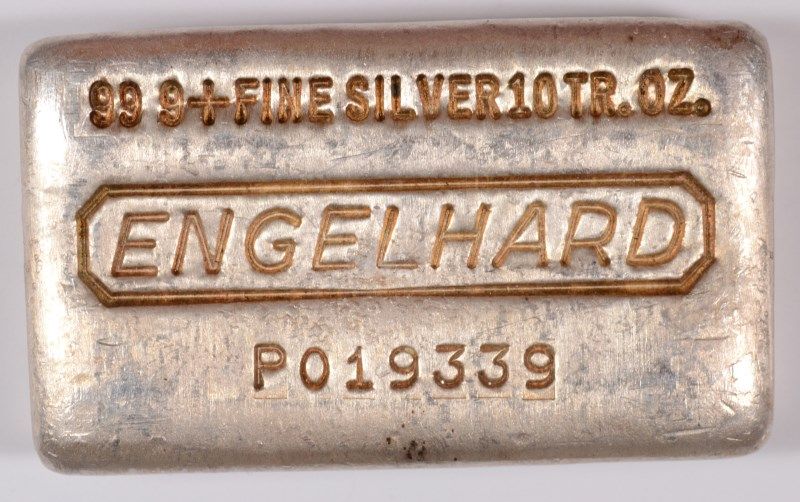 99 9+FINE SILVER 10 TR. OZ.
ENGELHARD
P019339